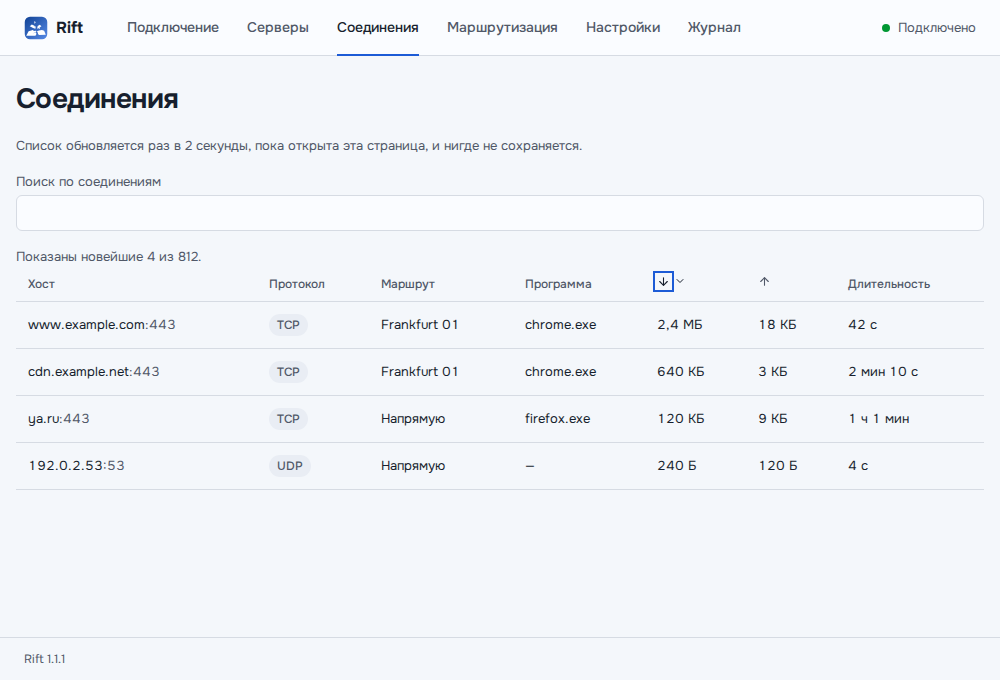 Rift Подключение Серверы Соединения Маршрутизация Настройки Журнал Подключено
Соединения
Список обновляется раз в 2 секунды, пока открыта эта страница, и нигде не сохраняется.
Поиск по соединениям
Показаны новейшие 4 из 812.
Хост Протокол Маршрут Программа ↓ ↑ Длительность
www.example.com:443 TCP Frankfurt 01 chrome.exe 2,4 МБ 18 КБ 42 с
cdn.example.net:443 TCP Frankfurt 01 chrome.exe 640 КБ 3 КБ 2 мин 10 с
ya.ru:443 TCP Напрямую firefox.exe 120 КБ 9 КБ 1 ч 1 мин
192.0.2.53:53 UDP Напрямую — 240 Б 120 Б 4 с
Rift 1.1.1